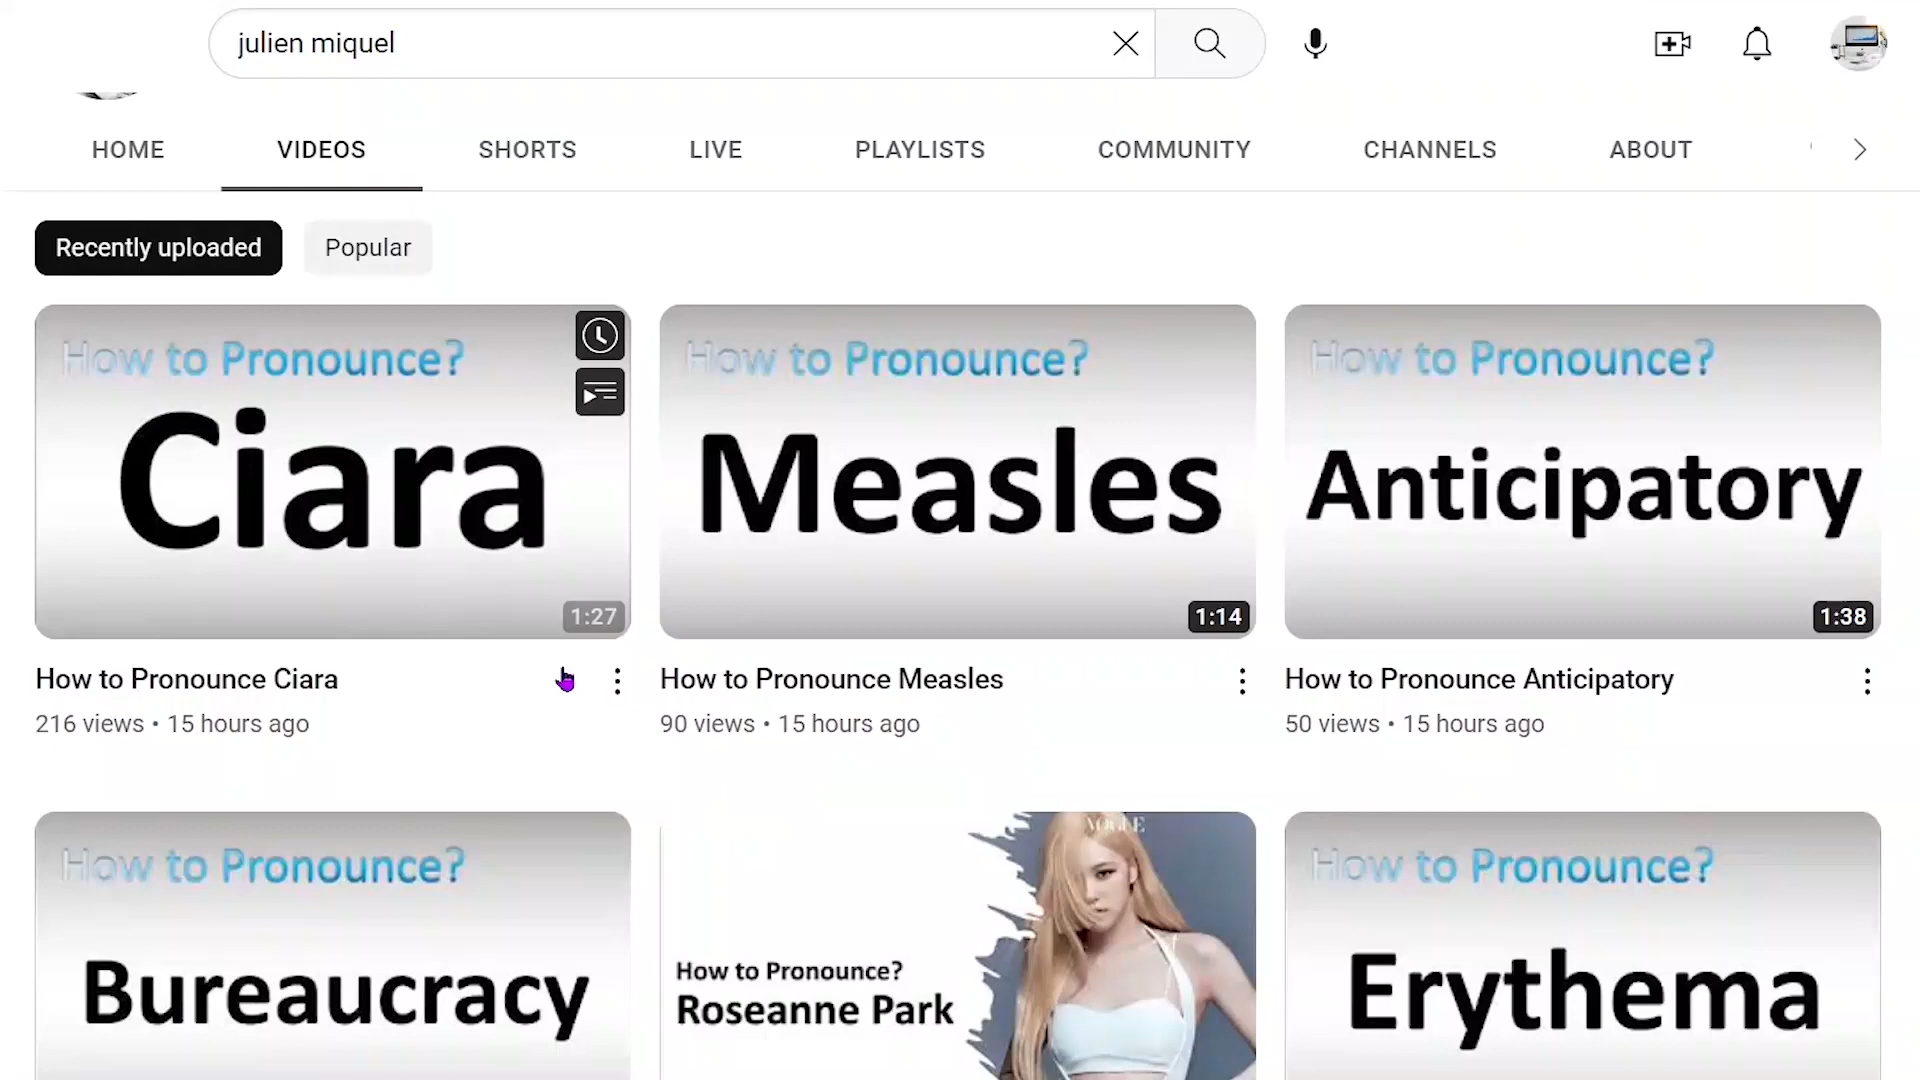 julien miquel
HOME VIDEOS SHORTS LIVE PLAYLISTS COMMUNITY CHANNELS ABOUT
Recently uploaded Popular
How to Pronounce?
Ciara
1:27
How to Pronounce?
Measles
1:14
How to Pronounce?
Anticipatory
1:38
How to Pronounce Ciara
216 views • 15 hours ago
How to Pronounce Measles
90 views • 15 hours ago
How to Pronounce Anticipatory
50 views • 15 hours ago
How to Pronounce?
Bureaucracy
VOGUE
How to Pronounce?
Roseanne Park
How to Pronounce?
Erythema